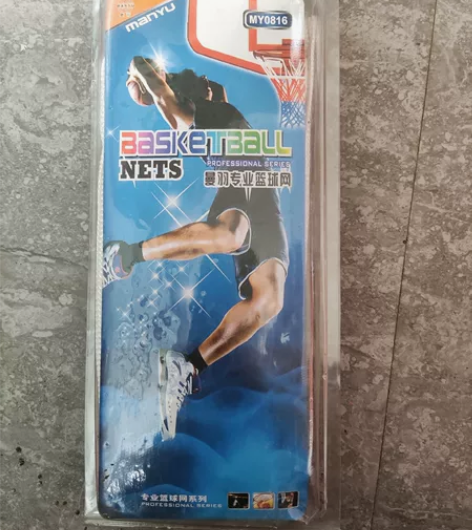 manyu
MY0816
BASKETBALL
PROFESSIONAL SERIES
NETS
曼羽专业篮球网
专业篮球网系列
PROFESSIONAL SERIES